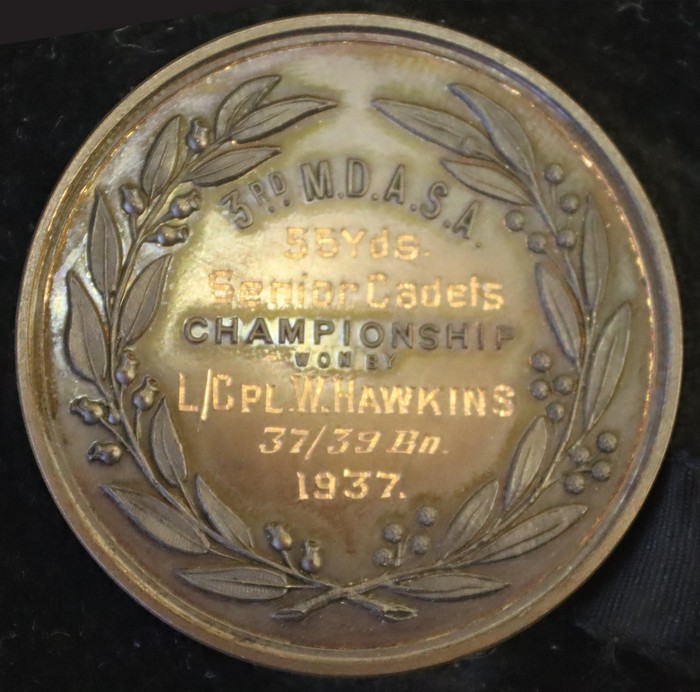 3RD M.D.A.S.A.
55Yds.
Senior Cadets
CHAMPIONSHIP
WON BY
L/CPL.W.HAWKINS
37/39 Bn.
1937.